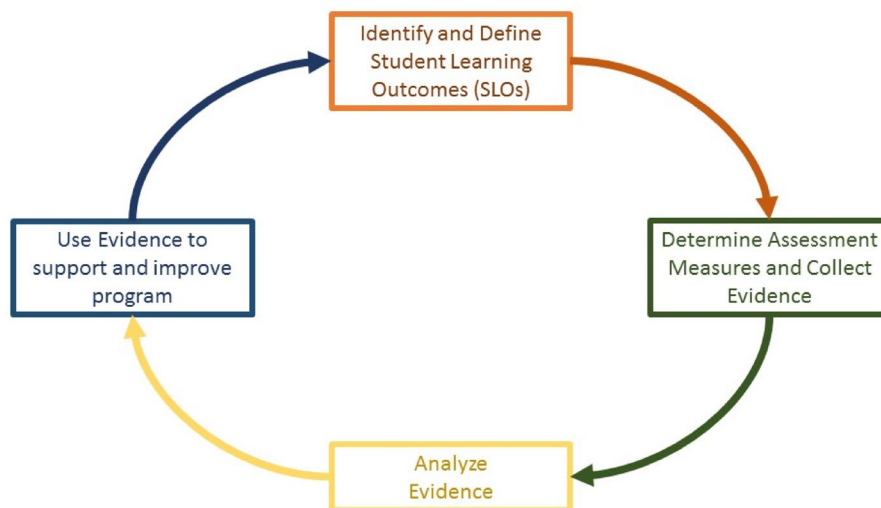 Identify and Define
Student Learning
Outcomes (SLOs)
Use Evidence to
support and improve
program
Determine Assessment
Measures and Collect
Evidence
Analyze
Evidence